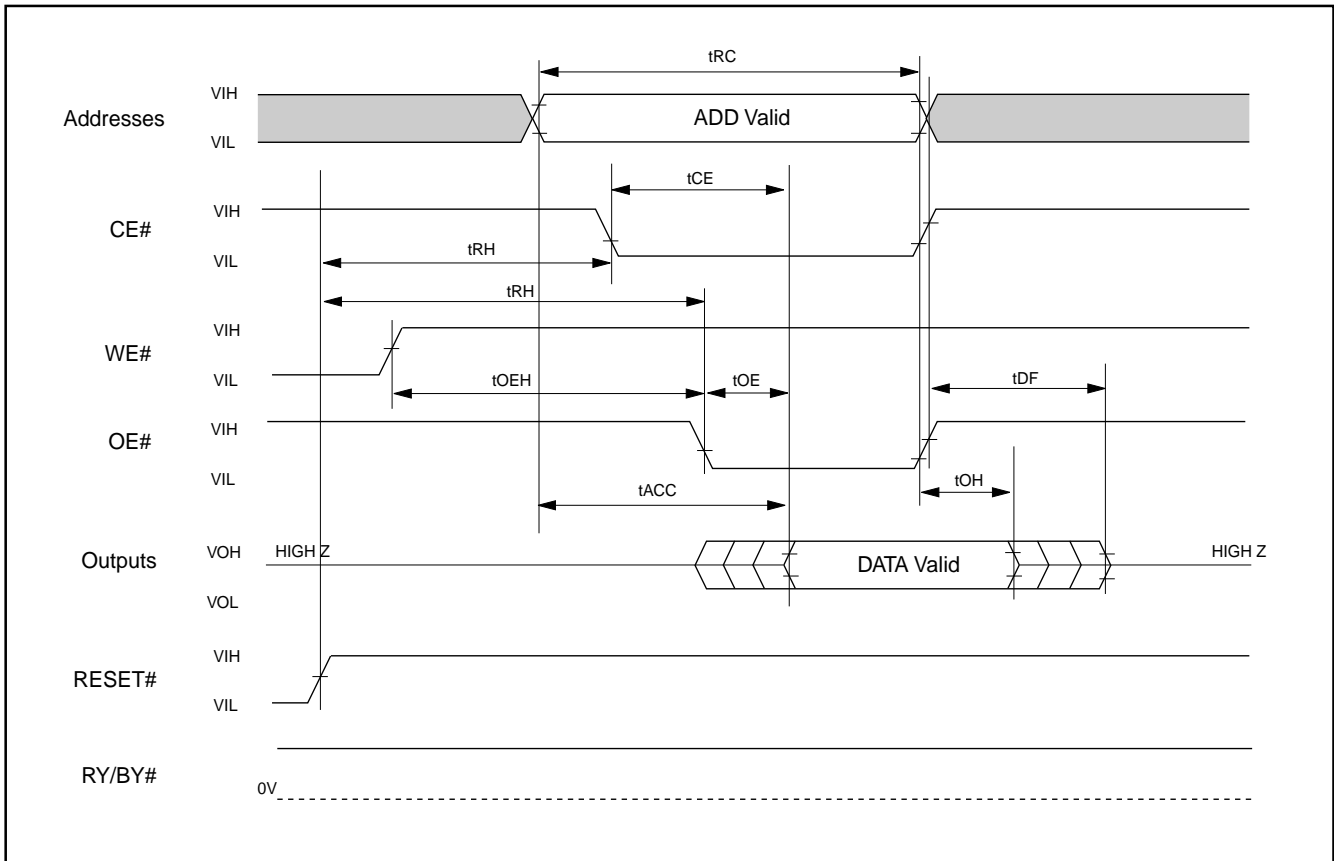 tRC
VIH
Addresses
ADD Valid
VIL
tCE
VIH
CE#
VIL
tRH
tRH
VIH
WE#
VIL
tOEH
tOE
tDF
VIH
OE#
VIL
tACC
tOH
Outputs
VOH
HIGH Z
DATA Valid
HIGH Z
VOL
VIH
RESET#
VIL
RY/BY#
0V